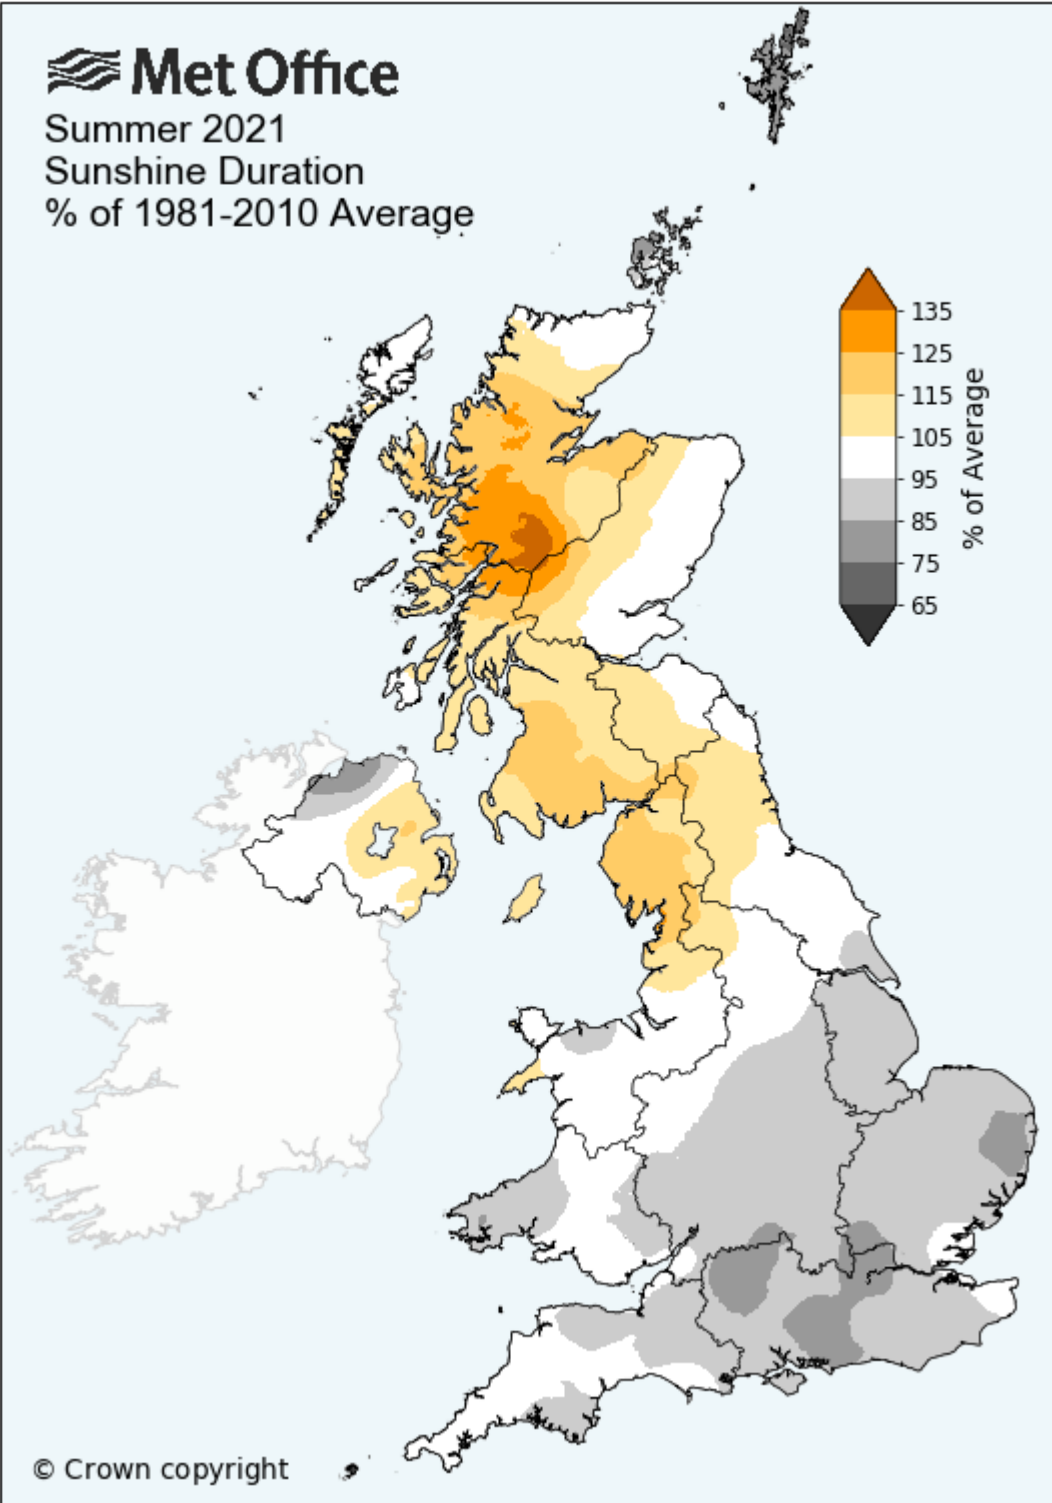 Met Office
Summer 2021
Sunshine Duration
% of 1981-2010 Average
135
125
115
105
95
85
75
65
% of Average
© Crown copyright